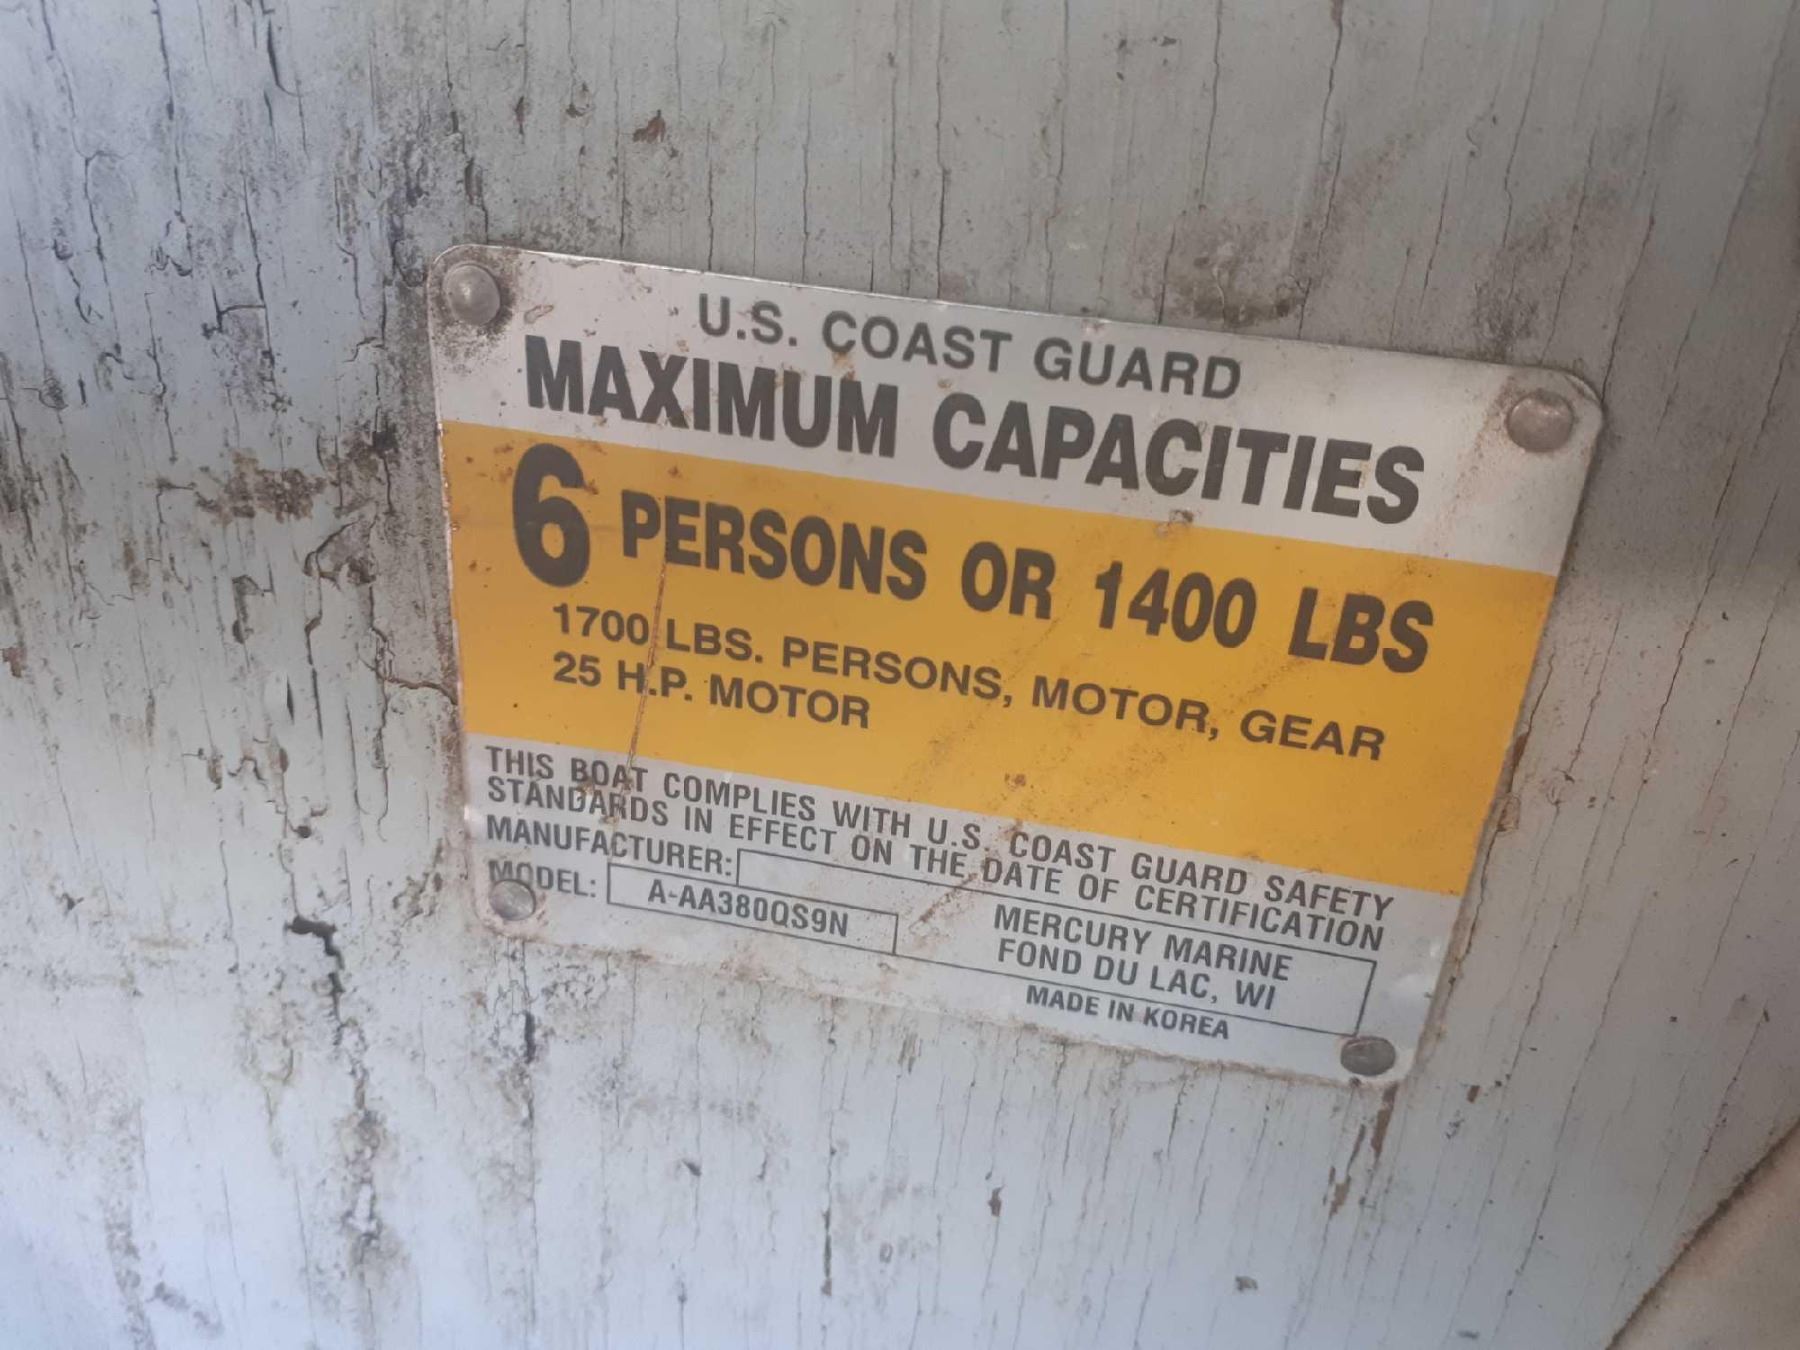 U.S. COAST GUARD
MAXIMUM CAPACITIES
6 PERSONS OR 1400 LBS
1700 LBS. PERSONS, MOTOR, GEAR
25 H.P. MOTOR
THIS BOAT COMPLIES WITH U.S. COAST GUARD SAFETY
STANDARDS IN EFFECT ON THE DATE OF CERTIFICATION
MANUFACTURER:
MERCURY MARINE
FOND DU LAC, WI
MODEL: A-AA380QS9N
MADE IN KOREA